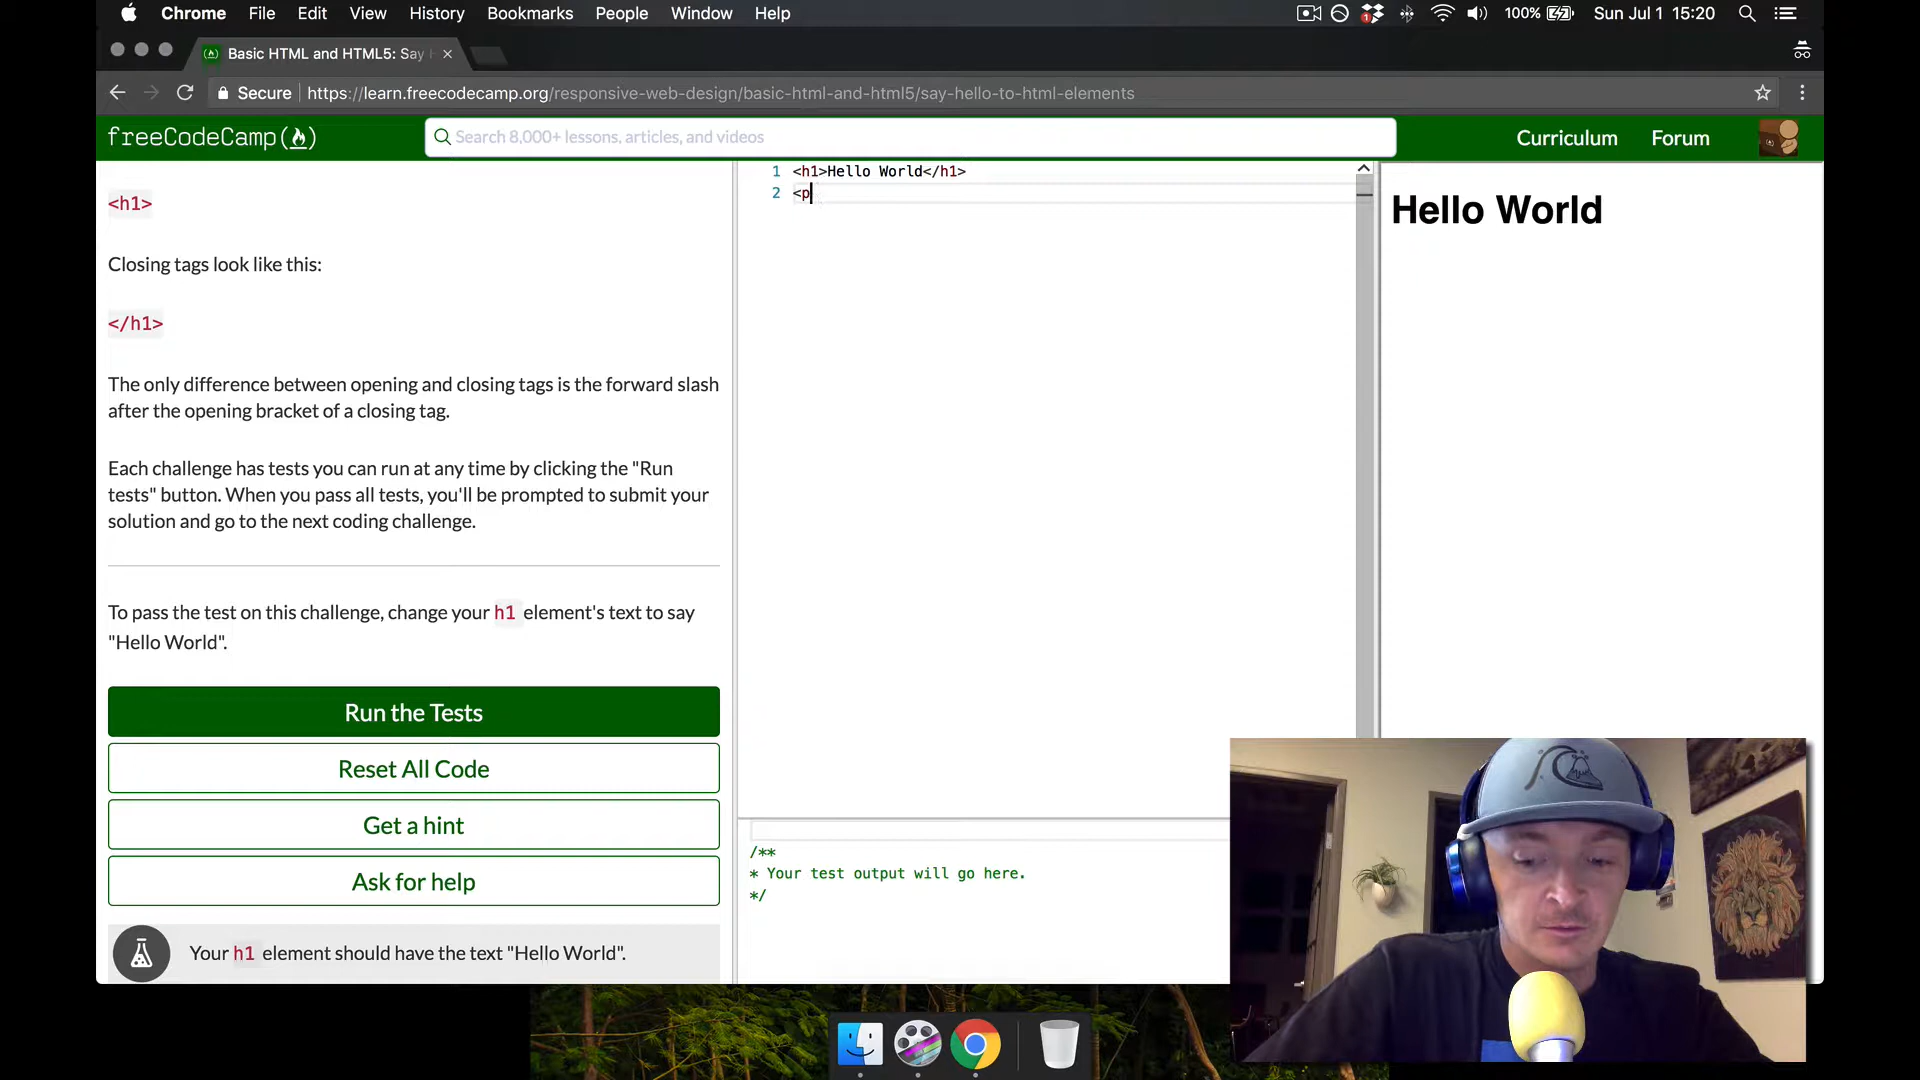 Chrome File Edit View History Bookmarks People Window Help 1 100% Sun Jul 1 15:20
Basic HTML and HTML5: Say H
Secure https://learn.freecodecamp.org/responsive-web-design/basic-html-and-html5/say-hello-to-html-elements
freeCodeCamp Search 8,000+ lessons, articles, and videos Curriculum Forum
<h1>
Closing tags look like this:
</h1>
The only difference between opening and closing tags is the forward slash
after the opening bracket of a closing tag.
Each challenge has tests you can run at any time by clicking the "Run
tests" button. When you pass all tests, you'll be prompted to submit your
solution and go to the next coding challenge.
To pass the test on this challenge, change your h1 element's text to say
"Hello World".
Run the Tests
Reset All Code
Get a hint
Ask for help
Your h1 element should have the text "Hello World".
1 <h1>Hello World</h1>
2 <p
/**
* Your test output will go here.
*/
Hello World